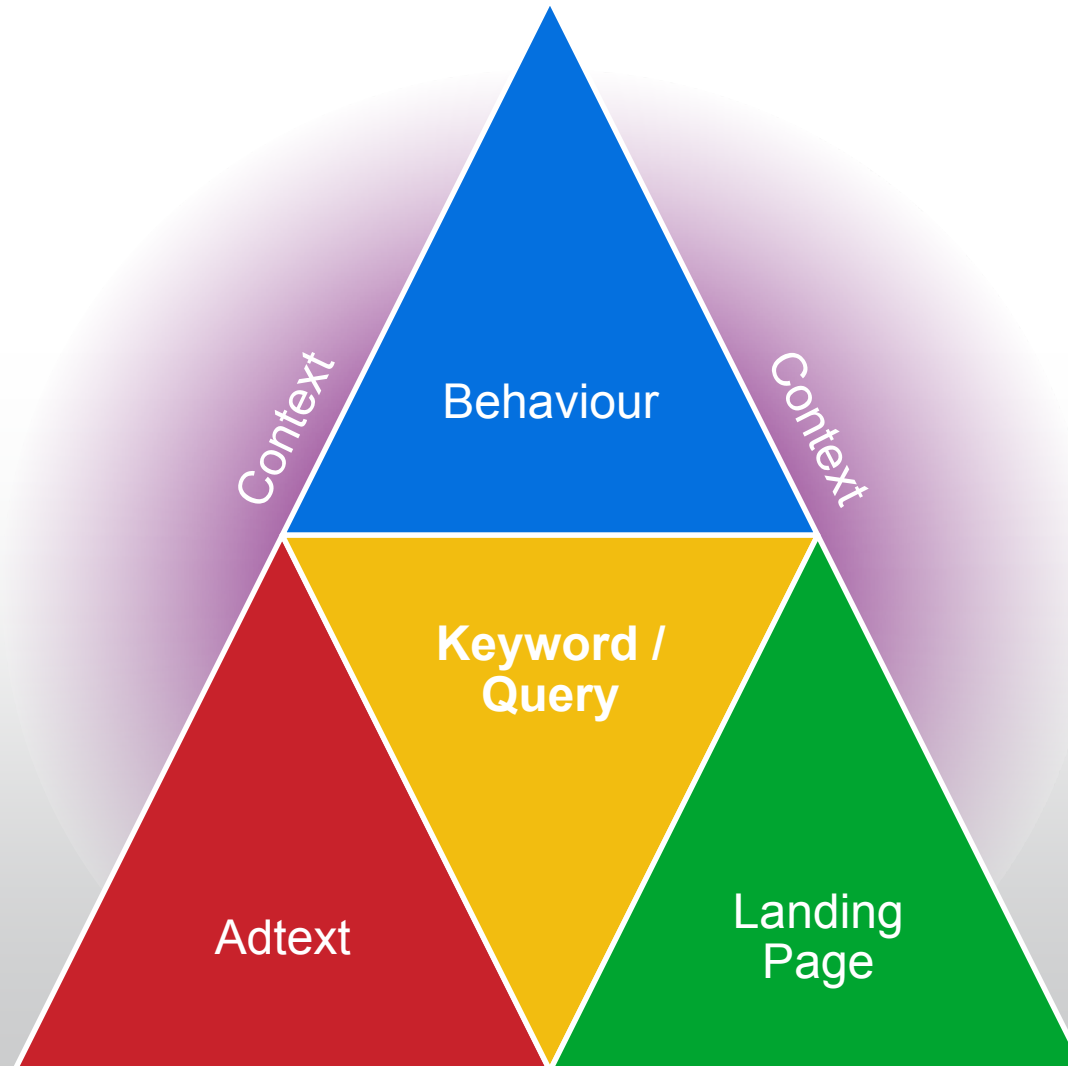 Context
Context
Behaviour
Keyword /
Query
Adtext
Landing
Page